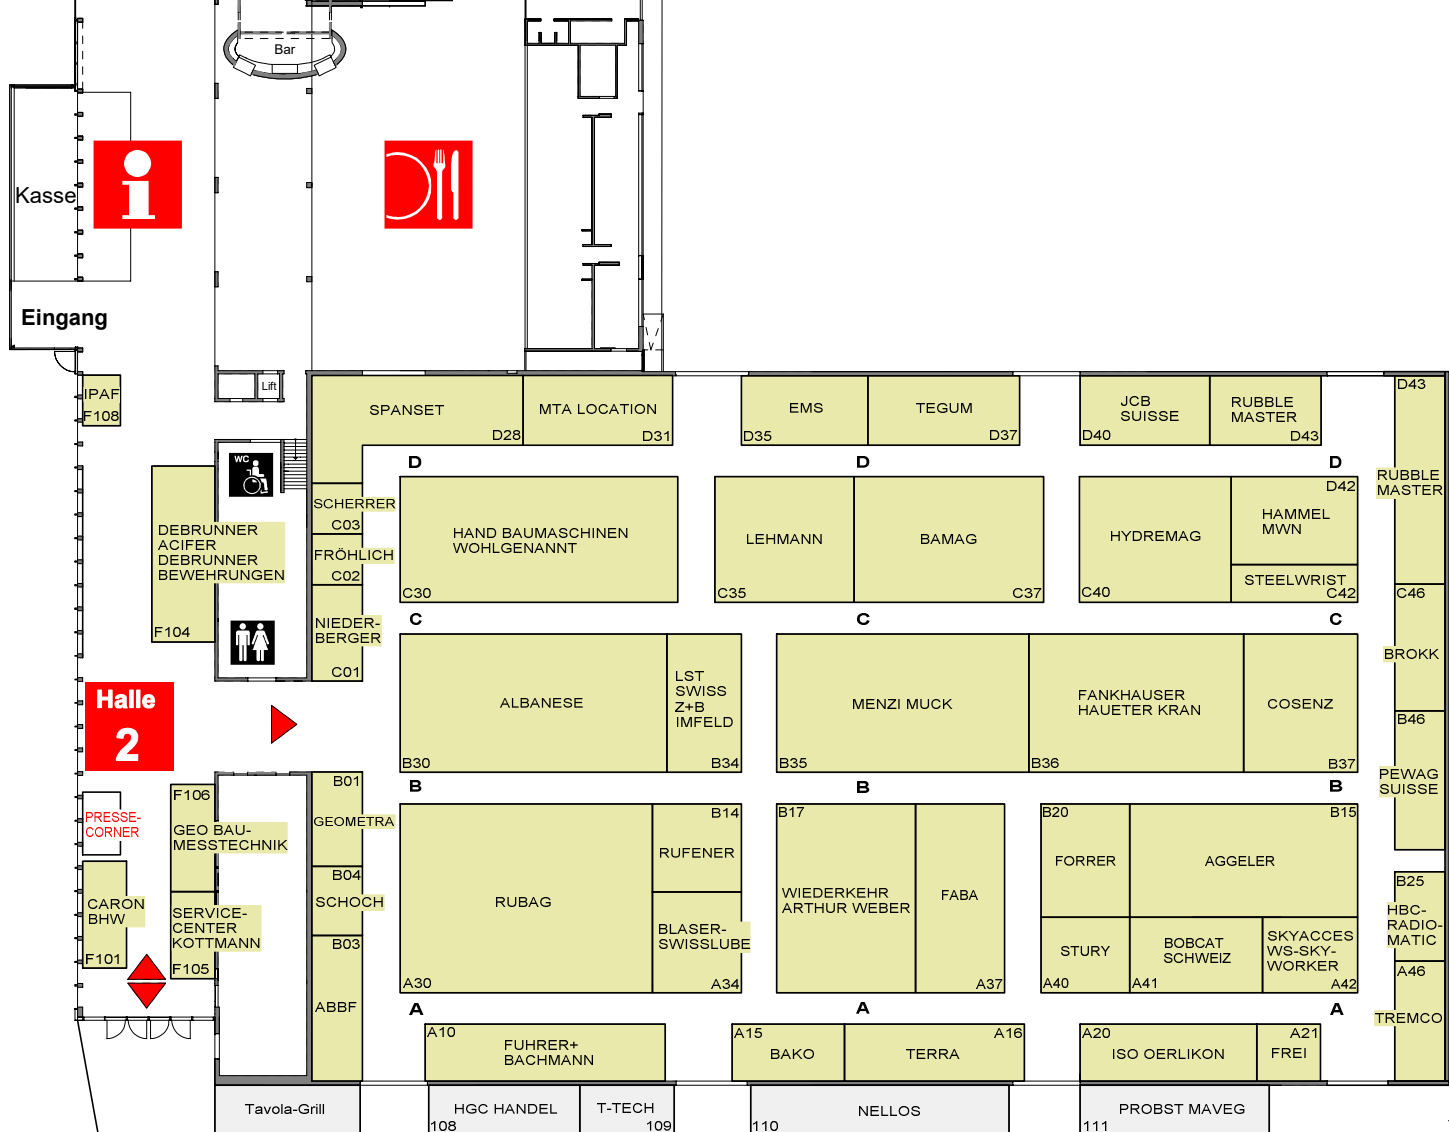 Bar
Kasse
Eingang
Lift
IPAF
F108
SPANSET
D28
MTA LOCATION
D31
EMS
D35
TEGUM
D37
JCB
SUISSE
D40
RUBBLE
MASTER
D43
D43
RUBBLE
MASTER
D
D
D
WC
SCHERRER
C03
FRÖHLICH
C02
NIEDER-
BERGER
C01
DEBRUNNER
ACIFER
DEBRUNNER
BEWEHRUNGEN
F104
HAND BAUMASCHINEN
WOHLGENANNT
C30
LEHMANN
C35
BAMAG
C37
HYDREMAG
C40
D42
HAMMEL
MWN
STEELWRIST
C42
C46
BROKK
C
C
C
Halle
2
ALBANESE
B30
LST
SWISS
Z+B
IMFELD
B34
MENZI MUCK
B35
FANKHAUSER
HAUETER KRAN
B36
COSENZ
B37
B46
PEWAG
SUISSE
B
B
B
PRESSE-
CORNER
F106
GEO BAU-
MESSTECHNIK
B01
GEOMETRA
B04
SCHOCH
B03
ABBF
CARON
BHW
F101
SERVICE-
CENTER
KOTTMANN
F105
RUBAG
A30
B14
RUFENER
BLASER-
SWISSLUBE
A34
B17
WIEDERKEHR
ARTHUR WEBER
FABA
A37
B20
FORRER
B15
AGGELER
STURY
A40
BOBCAT
SCHWEIZ
A41
SKYACCES
WS-SKY-
WORKER
A42
B25
HBC-
RADIO-
MATIC
A46
TREMCO
A
A
A
A10
FUHRER+
BACHMANN
A15
BAKO
A16
TERRA
A20
ISO OERLIKON
A21
FREI
Tavola-Grill
HGC HANDEL
108
T-TECH
109
NELLOS
110
PROBST MAVEG
111